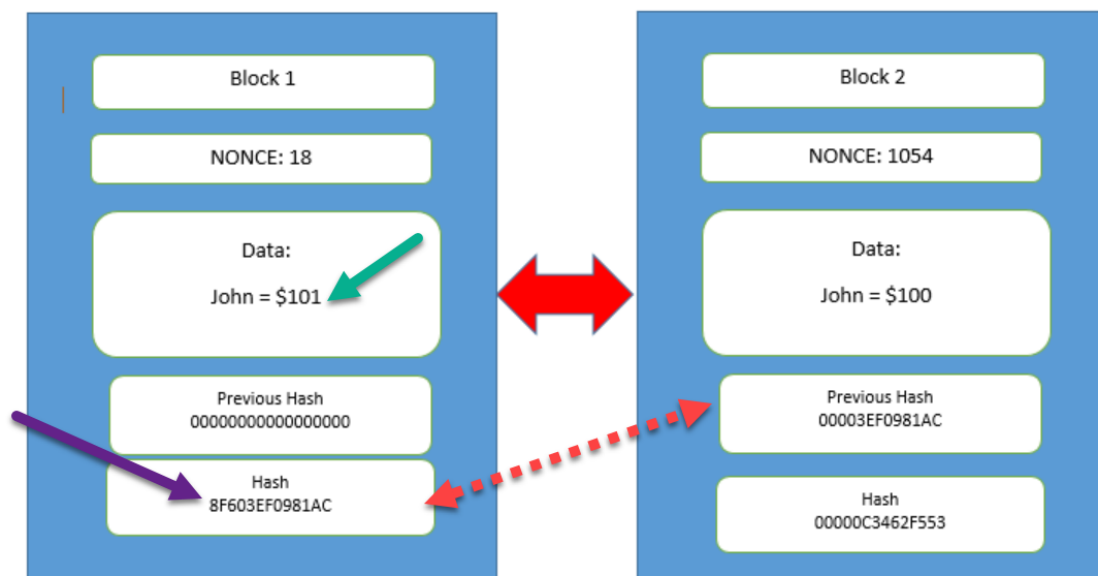 Block 1
NONCE: 18
Data:
John = $101
Previous Hash
00000000000000000
Hash
8F603EF0981AC
Block 2
NONCE: 1054
Data:
John = $100
Previous Hash
00003EF0981AC
Hash
00000C3462F553